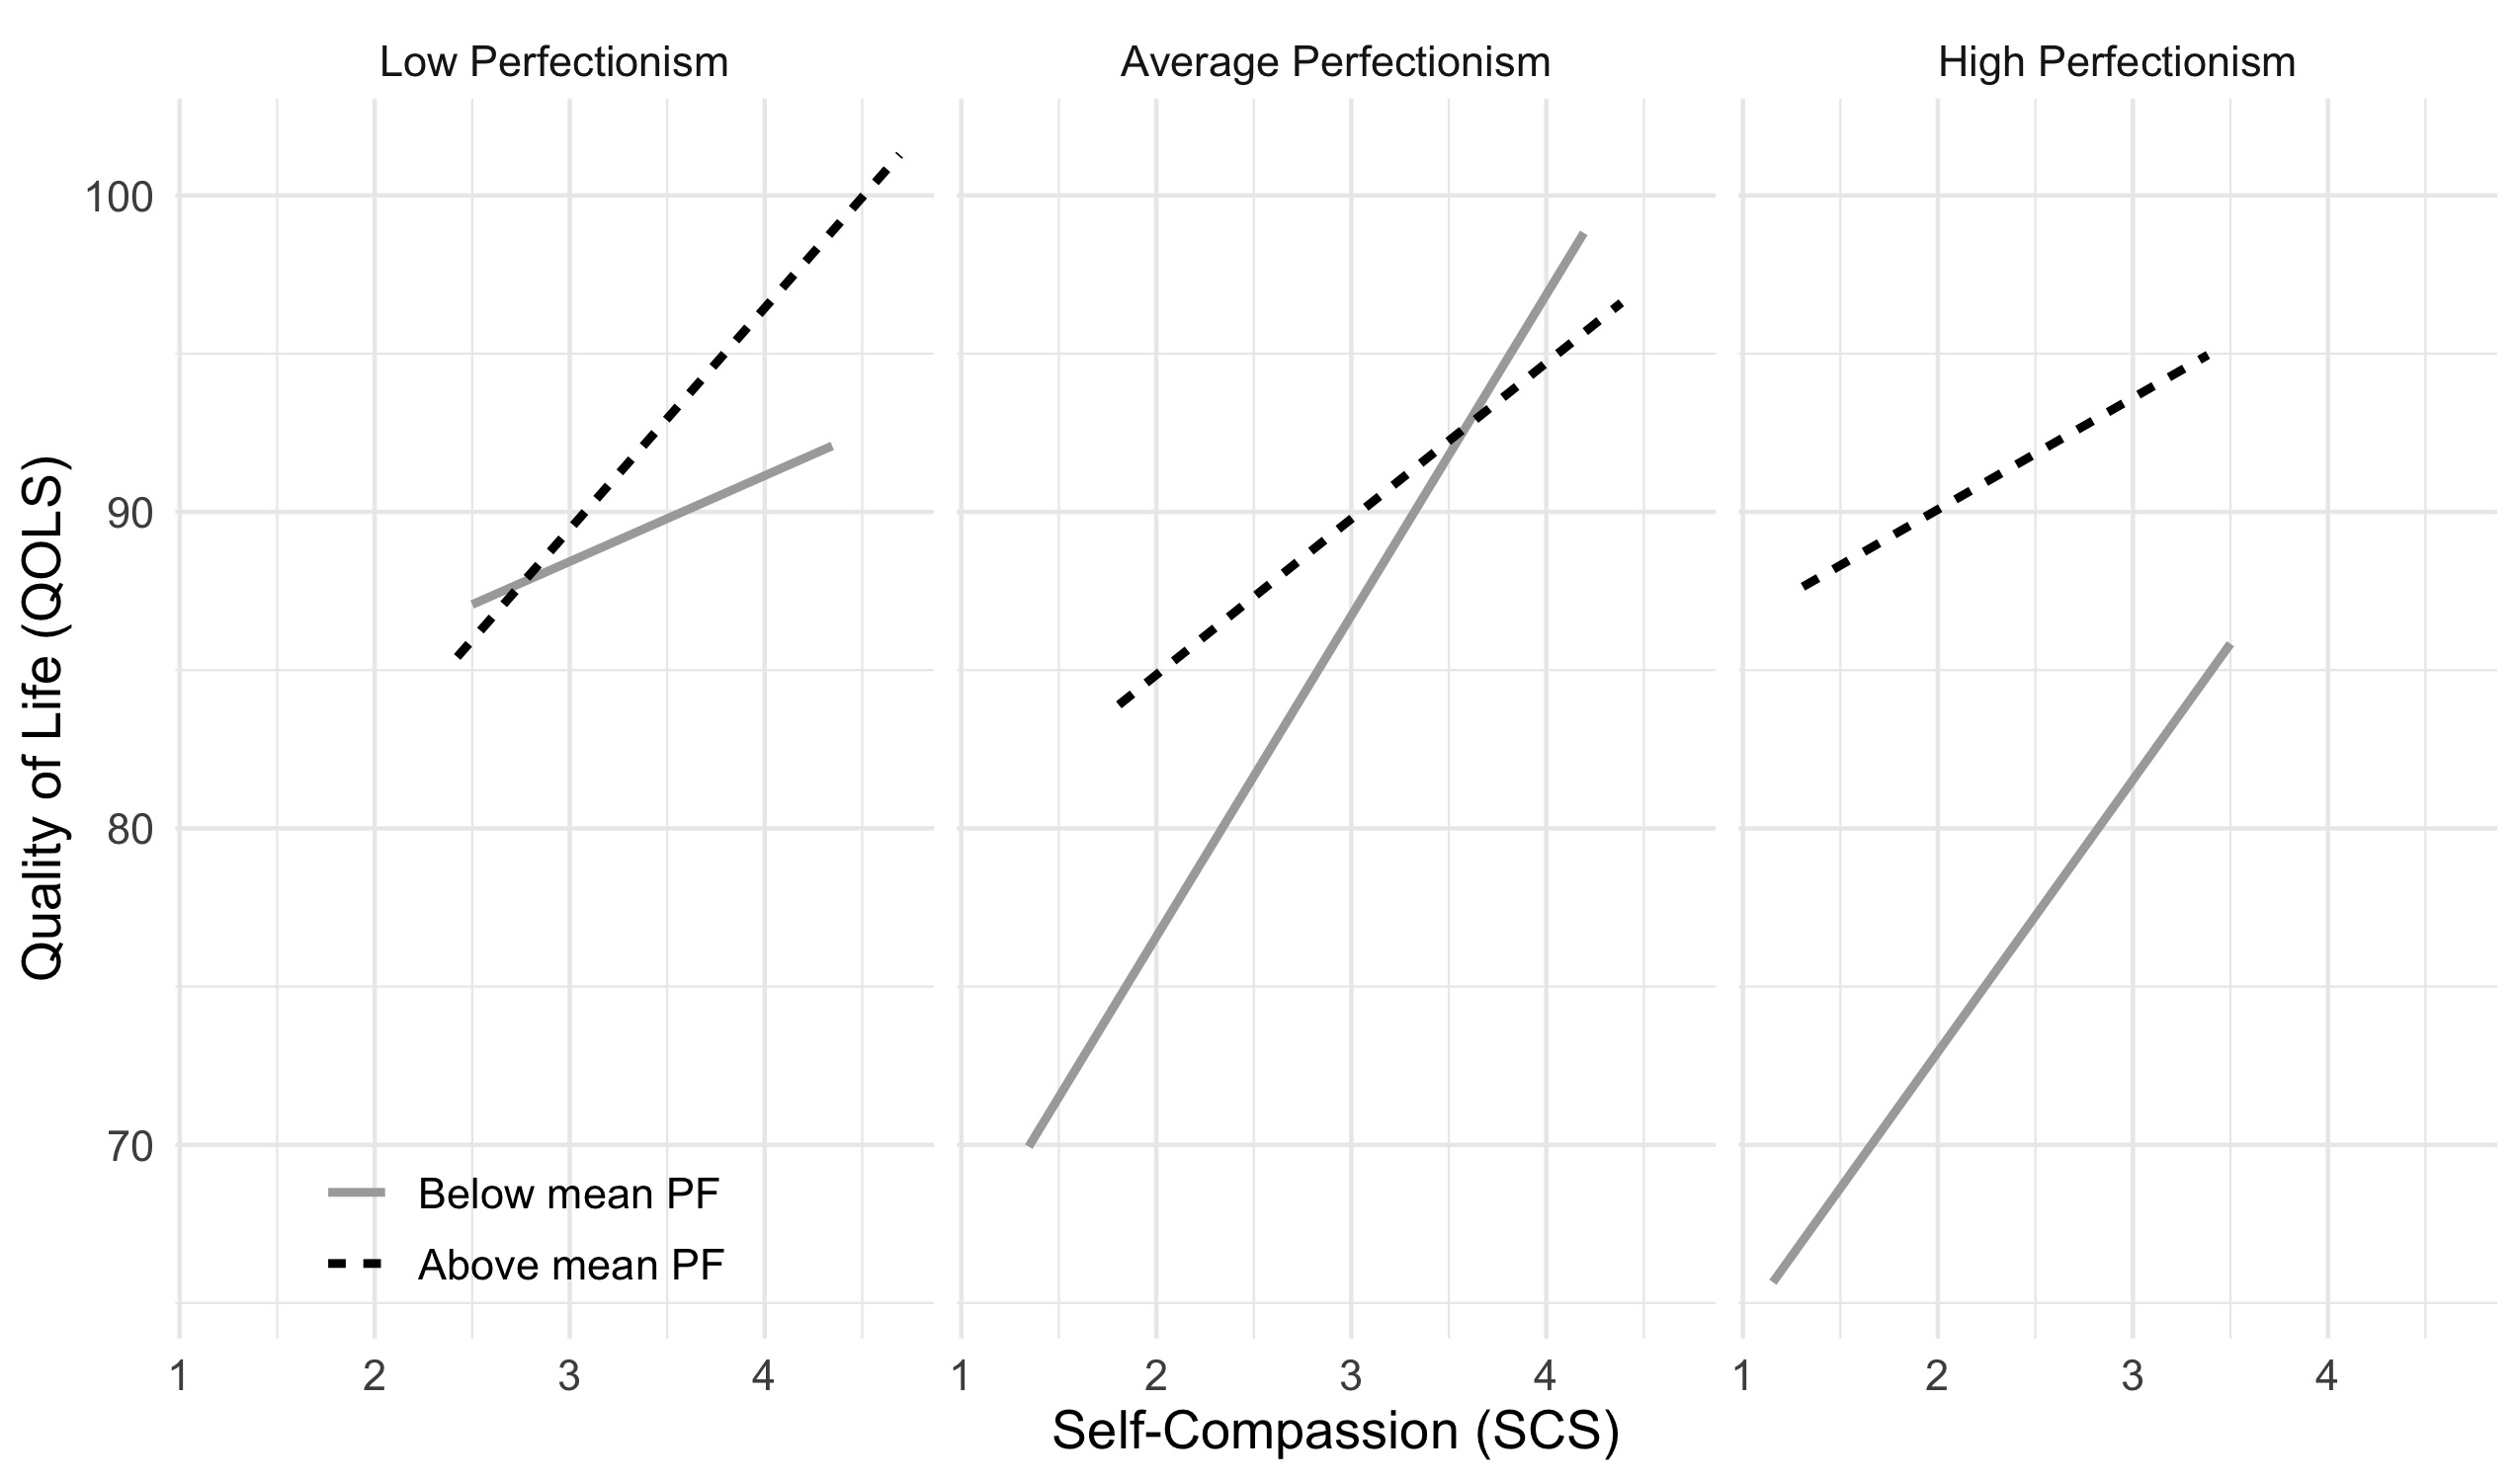 Low Perfectionism
Average Perfectionism
High Perfectionism
Quality of Life (QOLS)
100
90
80
70
Below mean PF
Above mean PF
1 2 3 4
1 2 3 4
1 2 3 4
Self-Compassion (SCS)